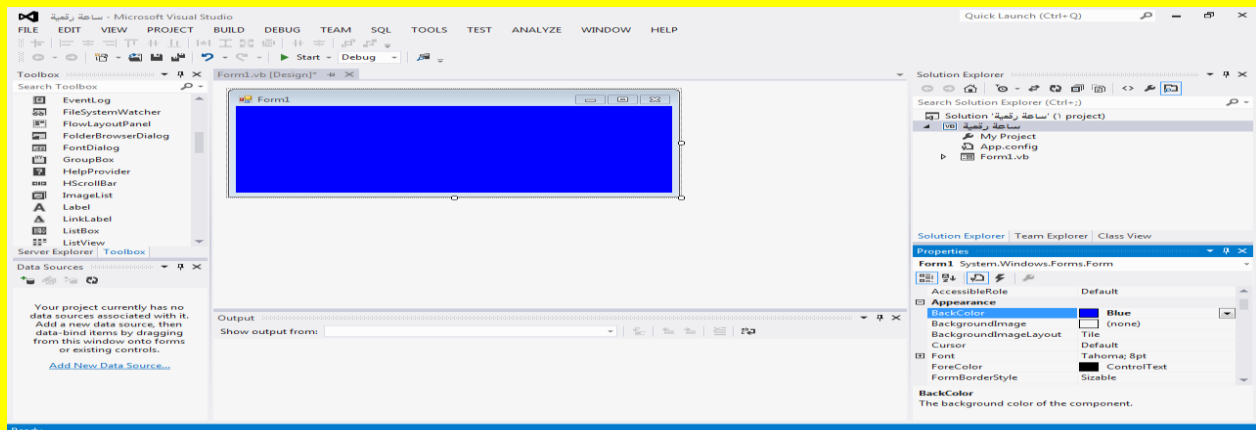 ساعة رقمية - Microsoft Visual Studio
Quick Launch (Ctrl+Q)
FILE EDIT VIEW PROJECT BUILD DEBUG TEAM SQL TOOLS TEST ANALYZE WINDOW HELP
Start - Debug
Toolbox
Search Toolbox
EventLog
FileSystemWatcher
FlowLayoutPanel
FolderBrowserDialog
FontDialog
GroupBox
HelpProvider
HScrollBar
ImageList
Label
LinkLabel
ListBox
ListView
Server Explorer Toolbox
Data Sources
Your project currently has no
data sources associated with it.
Add a new data source, then
data-bind items by dragging
from this window onto forms
or existing controls.
Add New Data Source...
Form1.vb [Design]*
Form1
Output
Show output from:
Solution Explorer
Search Solution Explorer (Ctrl+;)
Solution 'ساعة رقمية' (١ project)
VB ساعة رقمية
My Project
App.config
Form1.vb
Solution Explorer Team Explorer Class View
Properties
Form1 System.Windows.Forms.Form
AccessibleRole Default
Appearance
BackColor Blue
BackgroundImage (none)
BackgroundImageLayout Tile
Cursor Default
Font Tahoma; 8pt
ForeColor ControlText
FormBorderStyle Sizable
BackColor
The background color of the component.
Ready